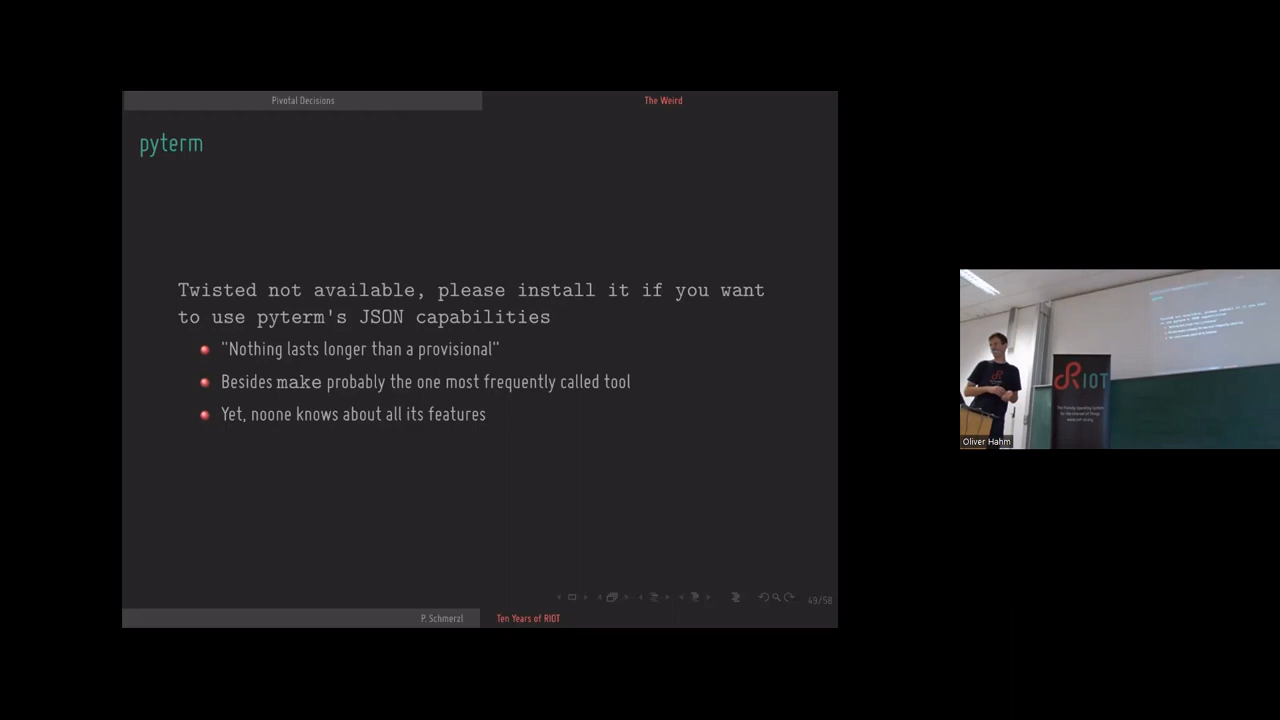 Pivotal Decisions
The Weird
pyterm
Twisted not available, please install it if you want
to use pyterm's JSON capabilities
"Nothing lasts longer than a provisional"
Besides make probably the one most frequently called tool
Yet, noone knows about all its features
49/58
P. Schmerzl
Ten Years of RIOT
RIOT
Oliver Hahm